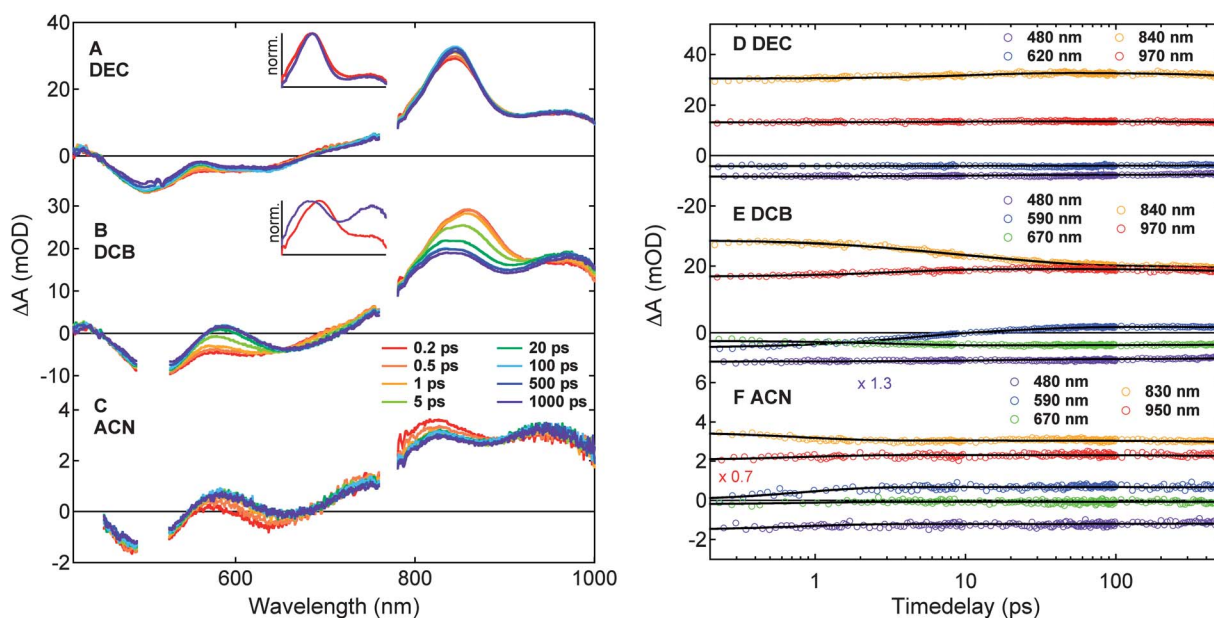 A
DEC
norm.
40
20
0
B
DCB
norm.
30
20
10
0
-10
0.2 ps
0.5 ps
1 ps
5 ps
20 ps
100 ps
500 ps
1000 ps
C
ACN
4
2
0
-2
ΔA (mOD)
600
800
1000
Wavelength (nm)
D DEC
480 nm
620 nm
840 nm
970 nm
40
20
0
-20
E DCB
480 nm
590 nm
670 nm
840 nm
970 nm
20
0
x 1.3
F ACN
480 nm
590 nm
670 nm
830 nm
950 nm
x 0.7
6
4
2
0
-2
ΔA (mOD)
1
10
100
Timedelay (ps)